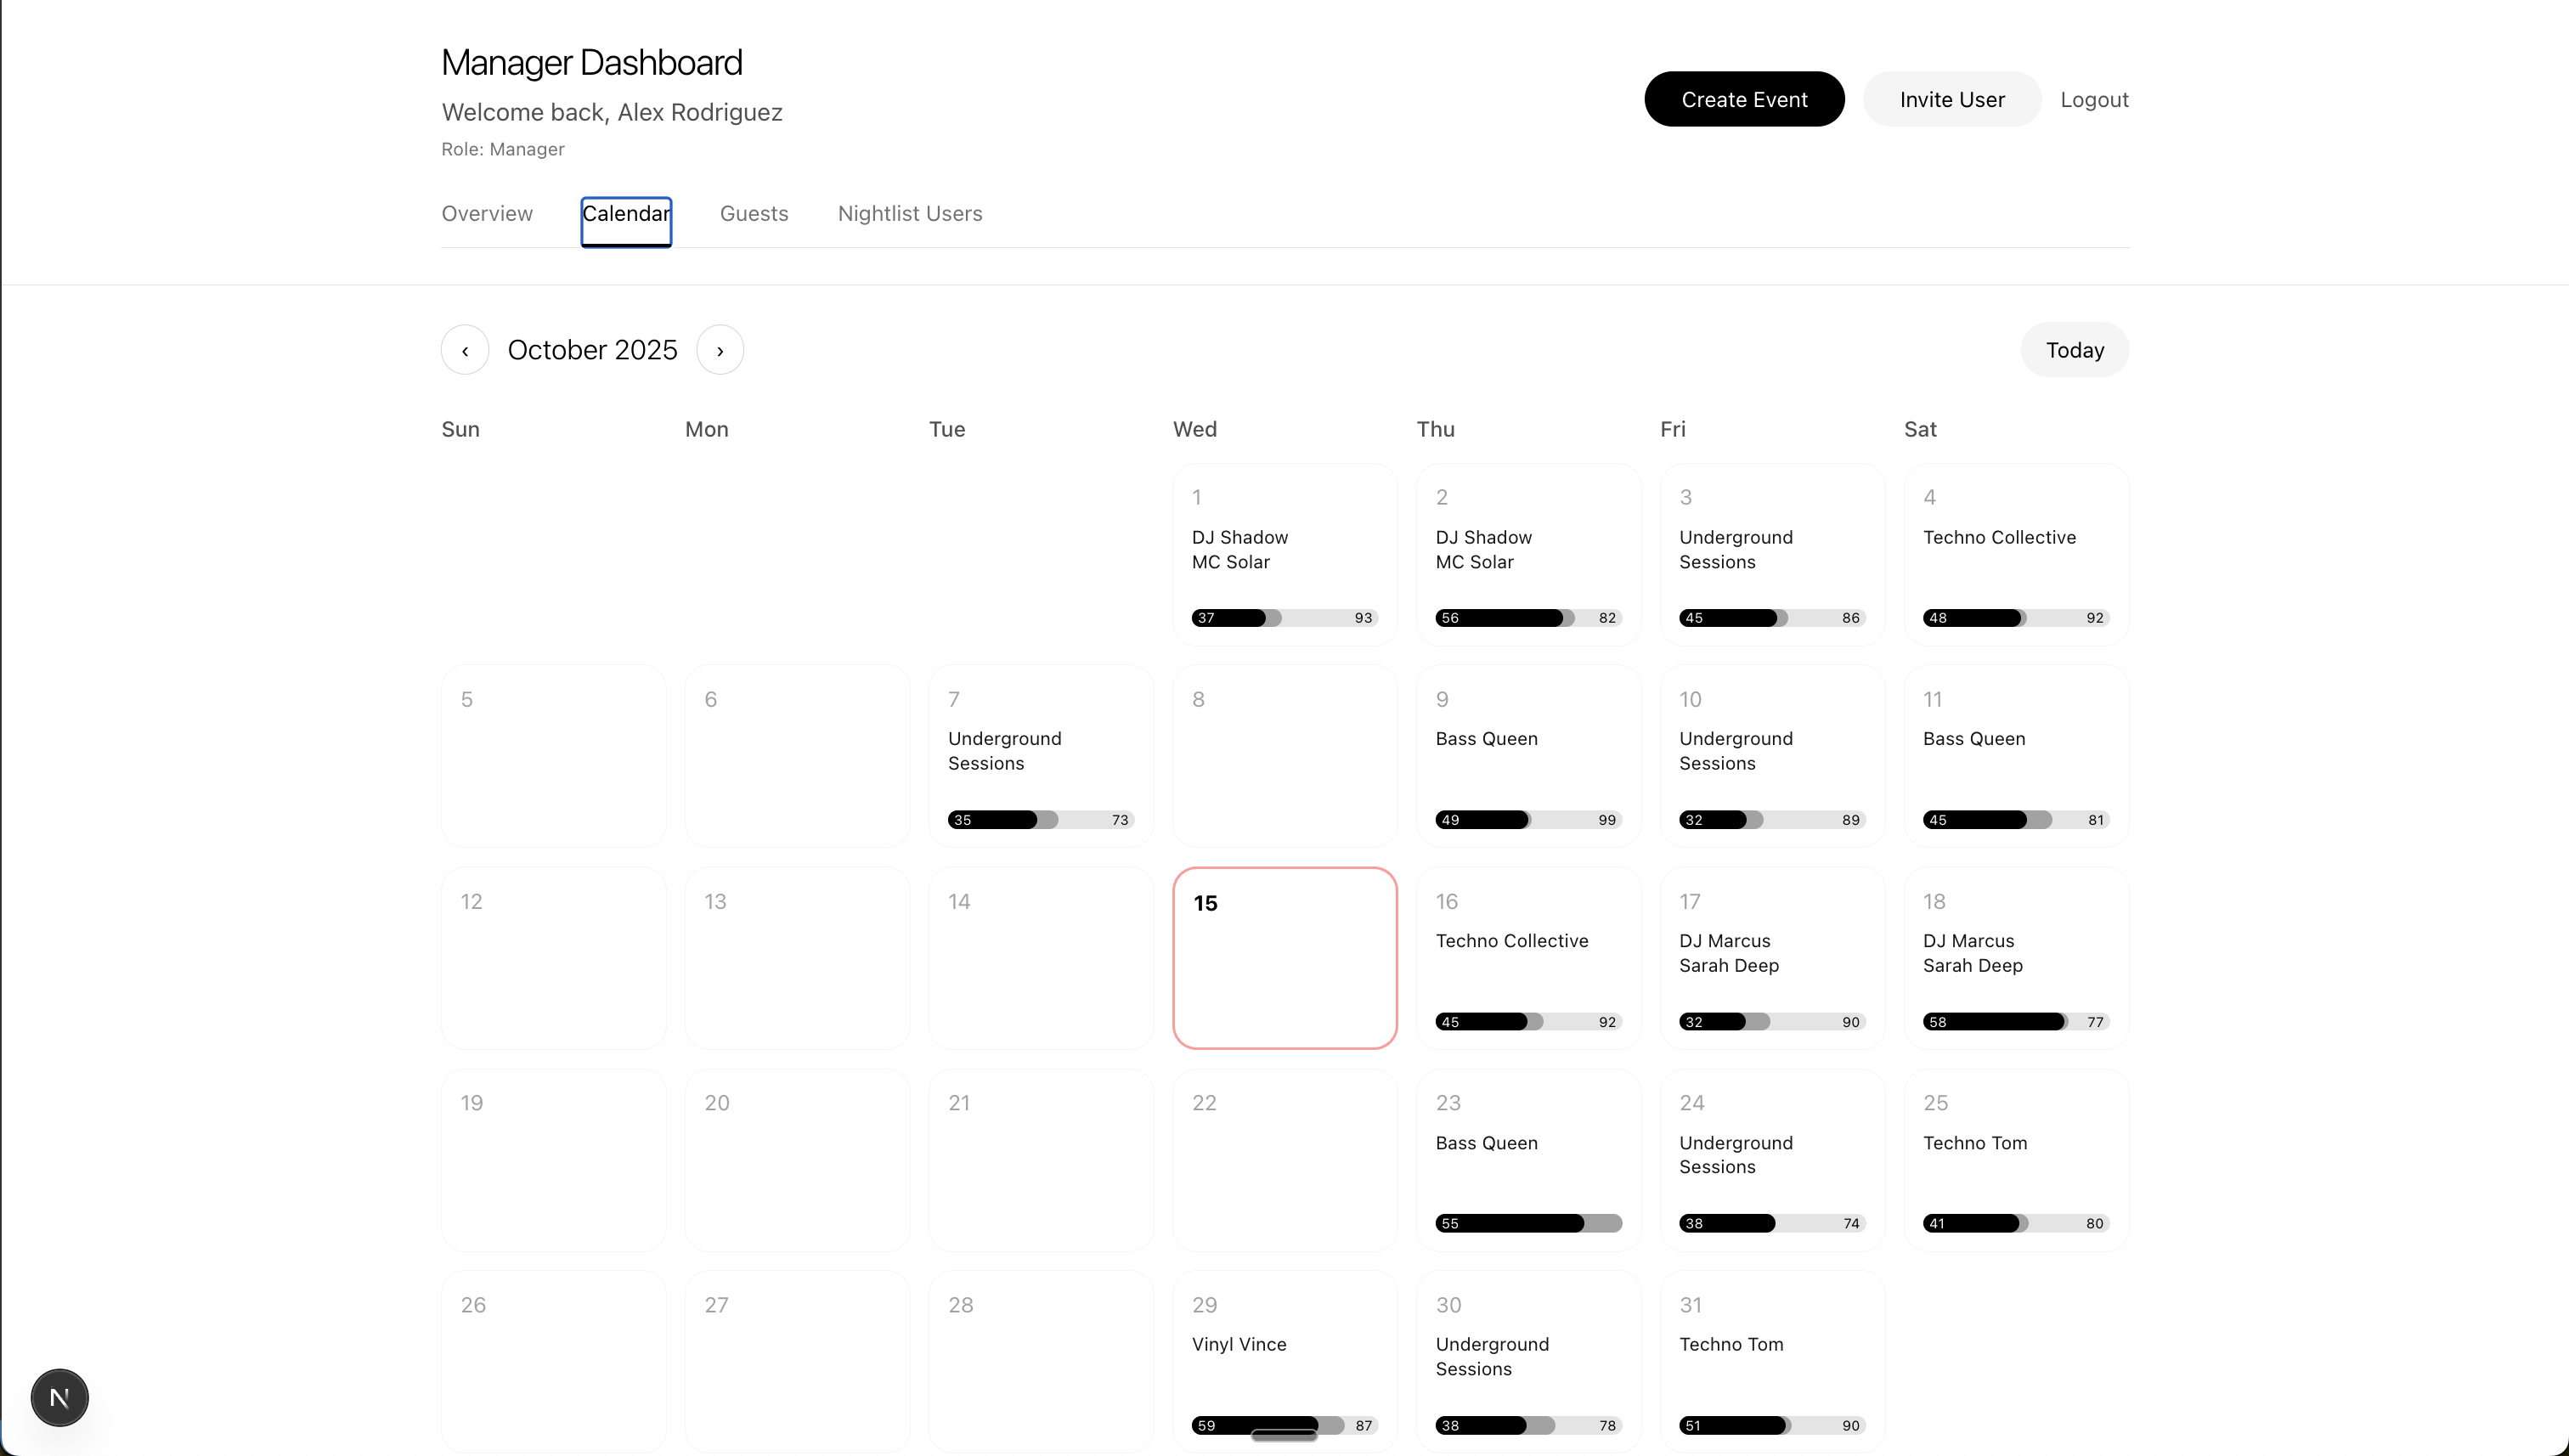 Manager Dashboard
Welcome back, Alex Rodriguez
Role: Manager
Create Event
Invite User
Logout
Overview
Calendar
Guests
Nightlist Users
‹
October 2025
›
Today
Sun
Mon
Tue
Wed
Thu
Fri
Sat
1
DJ Shadow
MC Solar
37
93
2
DJ Shadow
MC Solar
56
82
3
Underground
Sessions
45
86
4
Techno Collective
48
92
5
6
7
Underground
Sessions
35
73
8
9
Bass Queen
49
99
10
Underground
Sessions
32
89
11
Bass Queen
45
81
12
13
14
15
16
Techno Collective
45
92
17
DJ Marcus
Sarah Deep
32
90
18
DJ Marcus
Sarah Deep
58
77
19
20
21
22
23
Bass Queen
55
24
Underground
Sessions
38
74
25
Techno Tom
41
80
26
27
28
29
Vinyl Vince
59
87
30
Underground
Sessions
38
78
31
Techno Tom
51
90
N